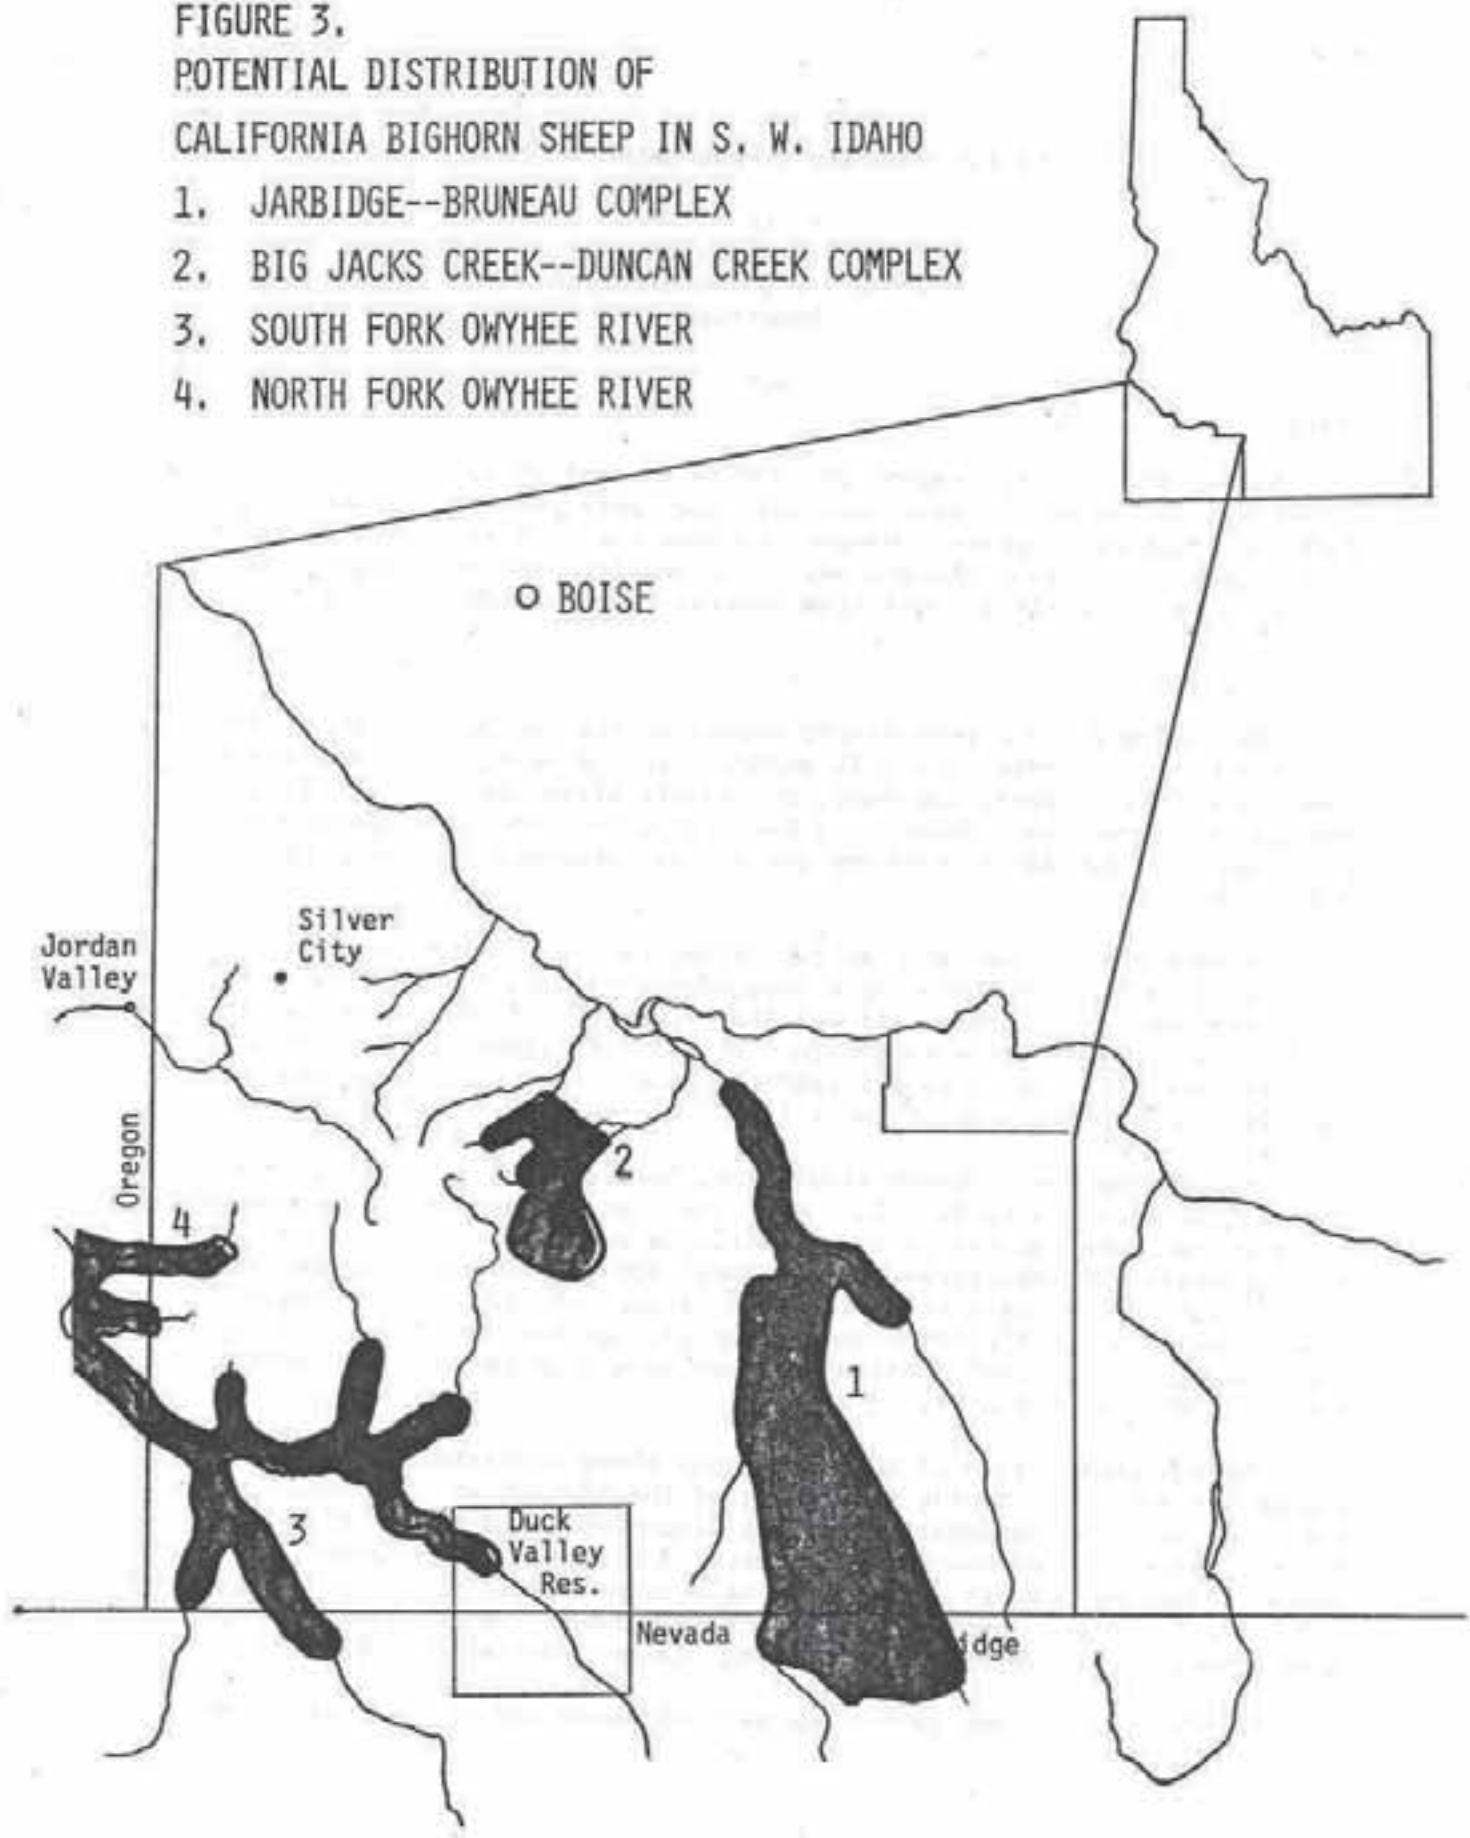 FIGURE 3.
POTENTIAL DISTRIBUTION OF
CALIFORNIA BIGHORN SHEEP IN S. W. IDAHO
1. JARBIDGE--BRUNEAU COMPLEX
2. BIG JACKS CREEK--DUNCAN CREEK COMPLEX
3. SOUTH FORK OWYHEE RIVER
4. NORTH FORK OWYHEE RIVER
BOISE
Silver
City
Jordan
Valley
Oregon
2
4
1
3
Duck
Valley
Res.
Nevada
idge